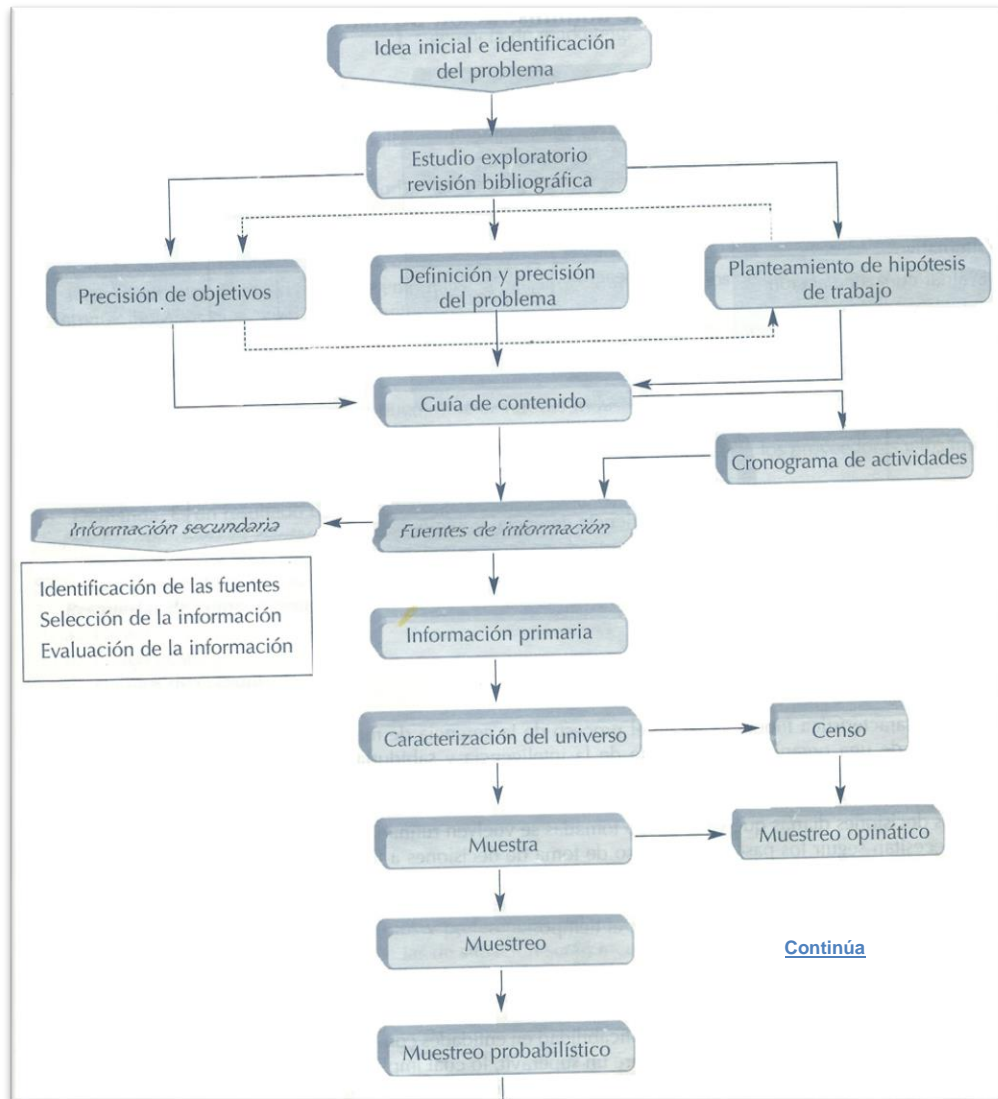 Idea inicial e identificación
del problema
Estudio exploratorio
revisión bibliográfica
Precisión de objetivos
Definición y precisión
del problema
Planteamiento de hipótesis
de trabajo
Guía de contenido
Cronograma de actividades
Información secundaria
Fuentes de información
Identificación de las fuentes
Selección de la información
Evaluación de la información
Información primaria
Caracterización del universo
Censo
Muestra
Muestreo opinático
Muestreo
Continúa
Muestreo probabilístico